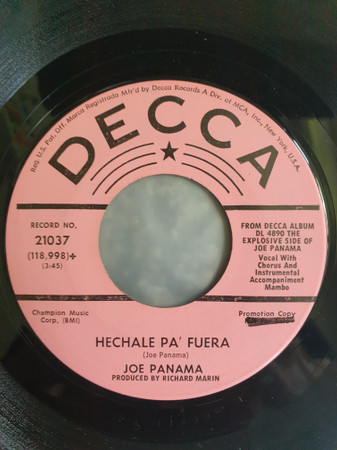 Reg. U.S. Pat. Off. Marca Registrada Mfr'd by Decca Records A Div. of MCA, Inc., New York, U.S.A.
DECCA
RECORD NO.
21037
(118,998)+
(3:45)
FROM DECCA ALBUM
DL 4890 THE
EXPLOSIVE SIDE OF
JOE PANAMA
Vocal With
Chorus And
Instrumental
Accompaniment
Mambo
Champion Music
Corp, (BMI)
Promotion Copy
HECHALE PA' FUERA
(Joe Panama)
JOE PANAMA
PRODUCED BY RICHARD MARIN